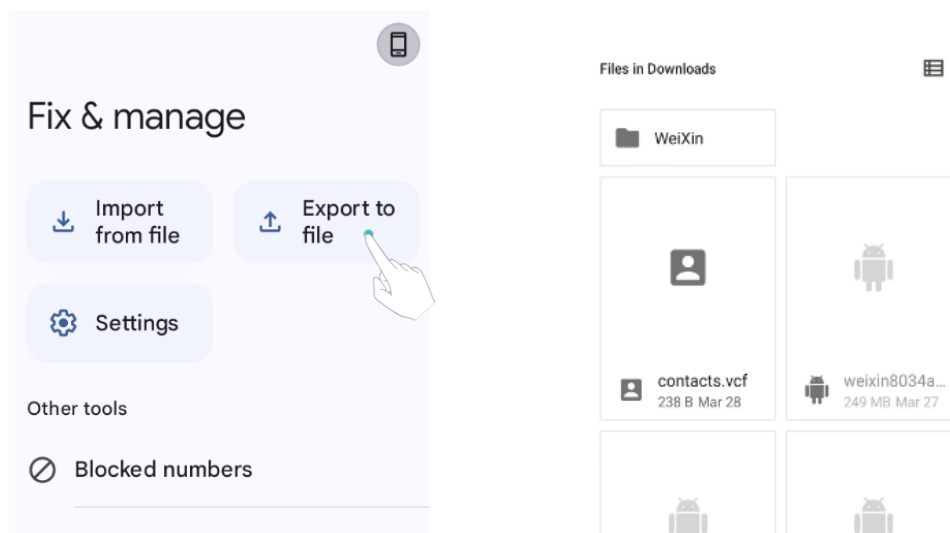 Fix & manage
Import
from file
Export to
file
Settings
Other tools
Blocked numbers
Files in Downloads
WeiXin
contacts.vcf
238 B Mar 28
weixin8034a...
249 MB Mar 27